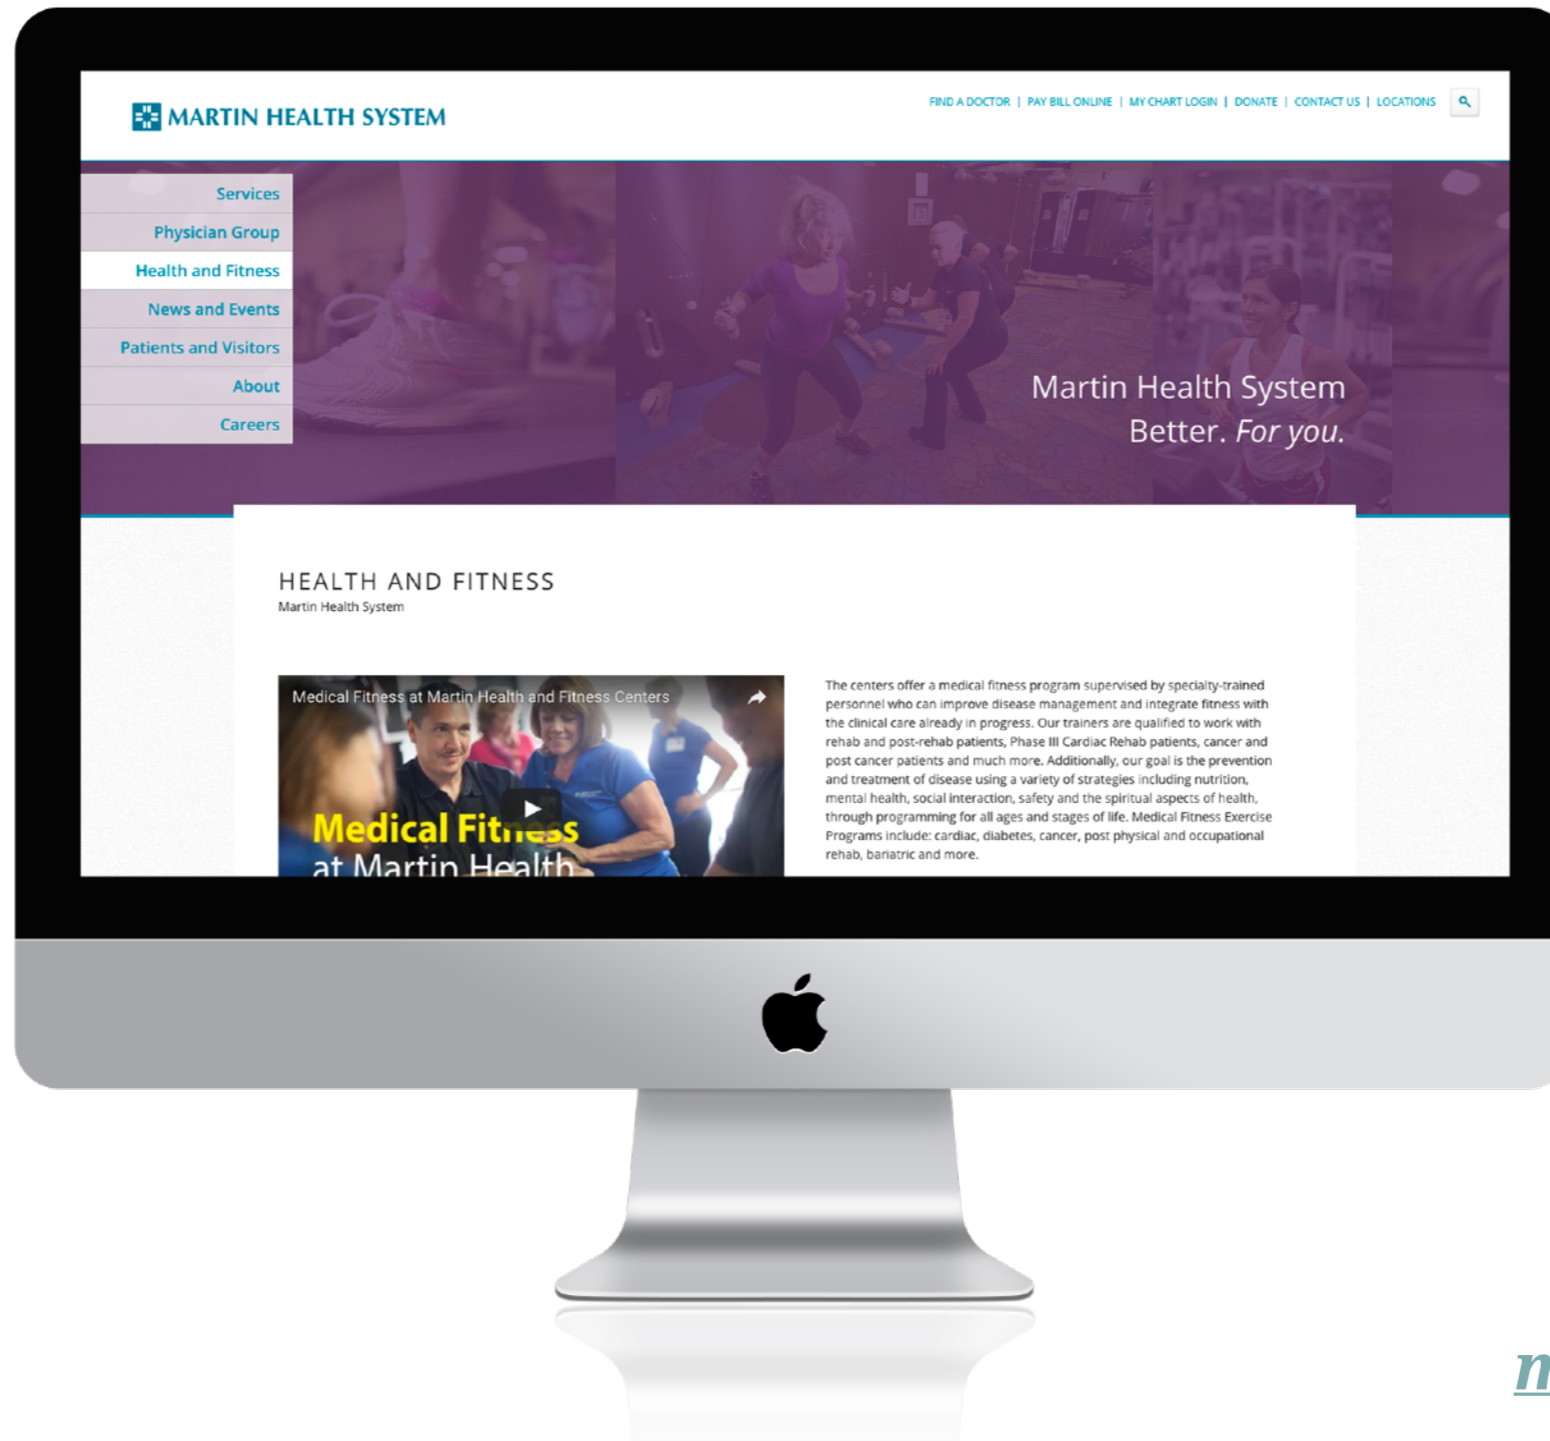 MARTIN HEALTH SYSTEM
FIND A DOCTOR | PAY BILL ONLINE | MY CHART LOGIN | DONATE | CONTACT US | LOCATIONS
Services
Physician Group
Health and Fitness
News and Events
Patients and Visitors
About
Careers
Martin Health System
Better. For you.
HEALTH AND FITNESS
Martin Health System
Medical Fitness at Martin Health and Fitness Centers
Medical Fitness
at Martin Health
The centers offer a medical fitness program supervised by specialty-trained
personnel who can improve disease management and integrate fitness with
the clinical care already in progress. Our trainers are qualified to work with
rehab and post-rehab patients, Phase III Cardiac Rehab patients, cancer and
post cancer patients and much more. Additionally, our goal is the prevention
and treatment of disease using a variety of strategies including nutrition,
mental health, social interaction, safety and the spiritual aspects of health,
through programming for all ages and stages of life. Medical Fitness Exercise
Programs include: cardiac, diabetes, cancer, post physical and occupational
rehab, bariatric and more.